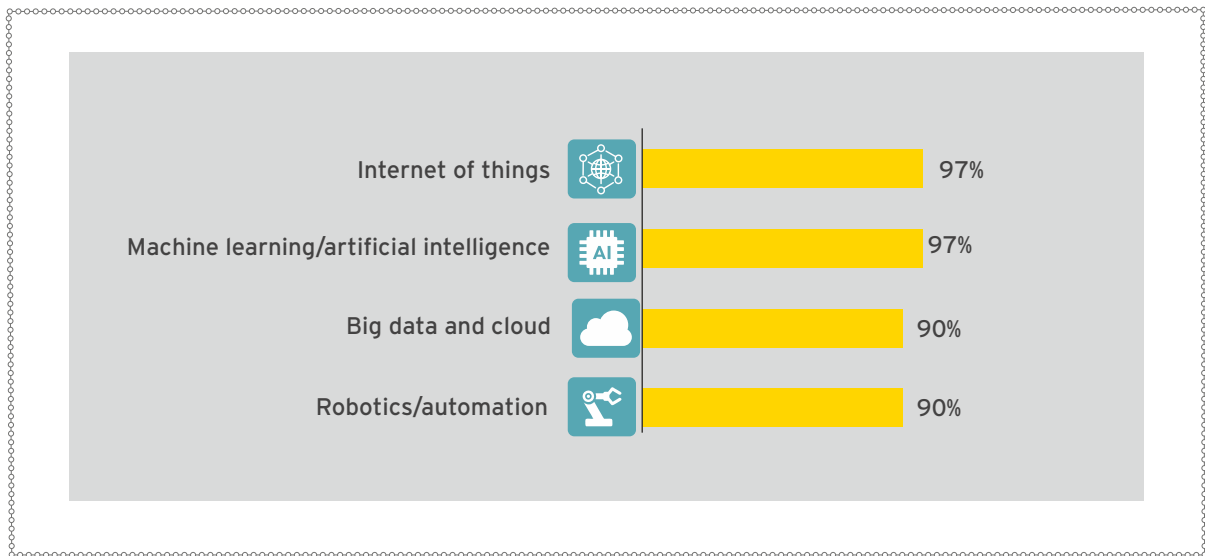 Internet of things
97%
Machine learning/artificial intelligence
AI
97%
Big data and cloud
90%
Robotics/automation
90%